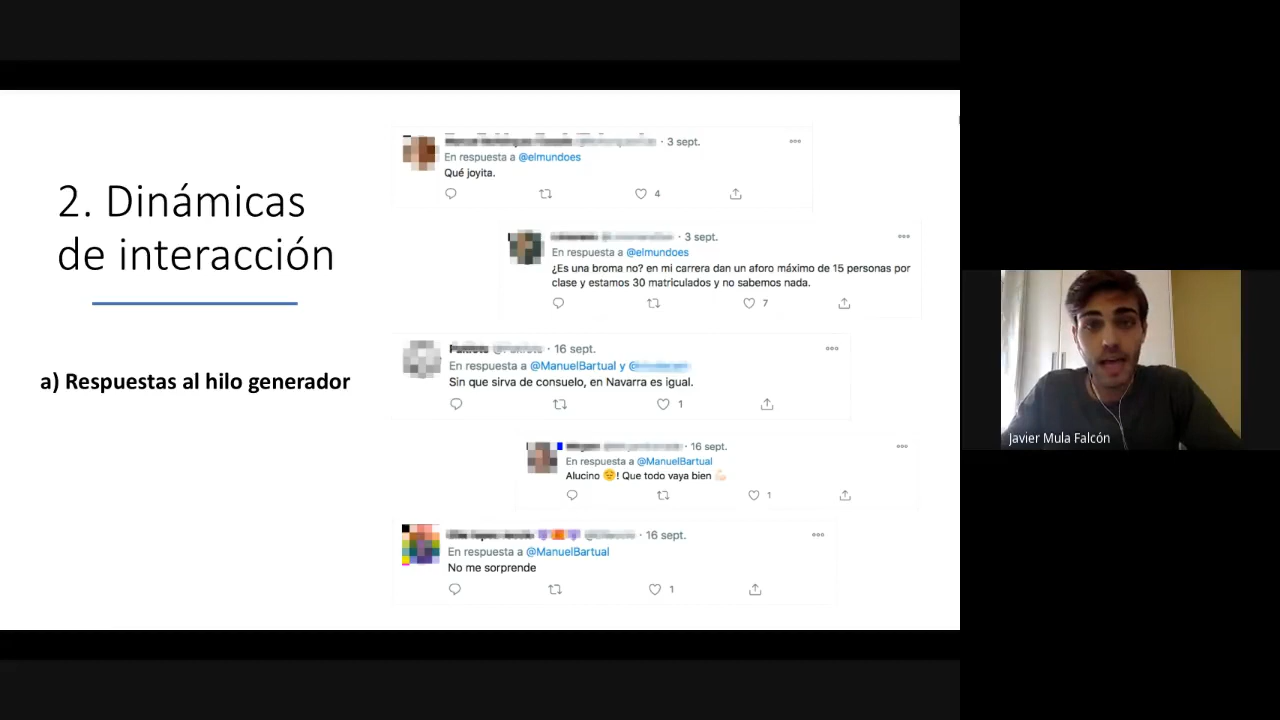 2. Dinámicas
de interacción
a) Respuestas al hilo generador
· 3 sept.
En respuesta a @elmundoes
Qué joyita.
4
· 3 sept.
En respuesta a @elmundoes
¿Es una broma no? en mi carrera dan un aforo máximo de 15 personas por
clase y estamos 30 matriculados y no sabemos nada.
7
· 16 sept.
En respuesta a @ManuelBartual y @
Sin que sirva de consuelo, en Navarra es igual.
1
· 16 sept.
En respuesta a @ManuelBartual
Alucino 😔! Que todo vaya bien 💪🏻
1
· 16 sept.
En respuesta a @ManuelBartual
No me sorprende
1
Javier Mula Falcón